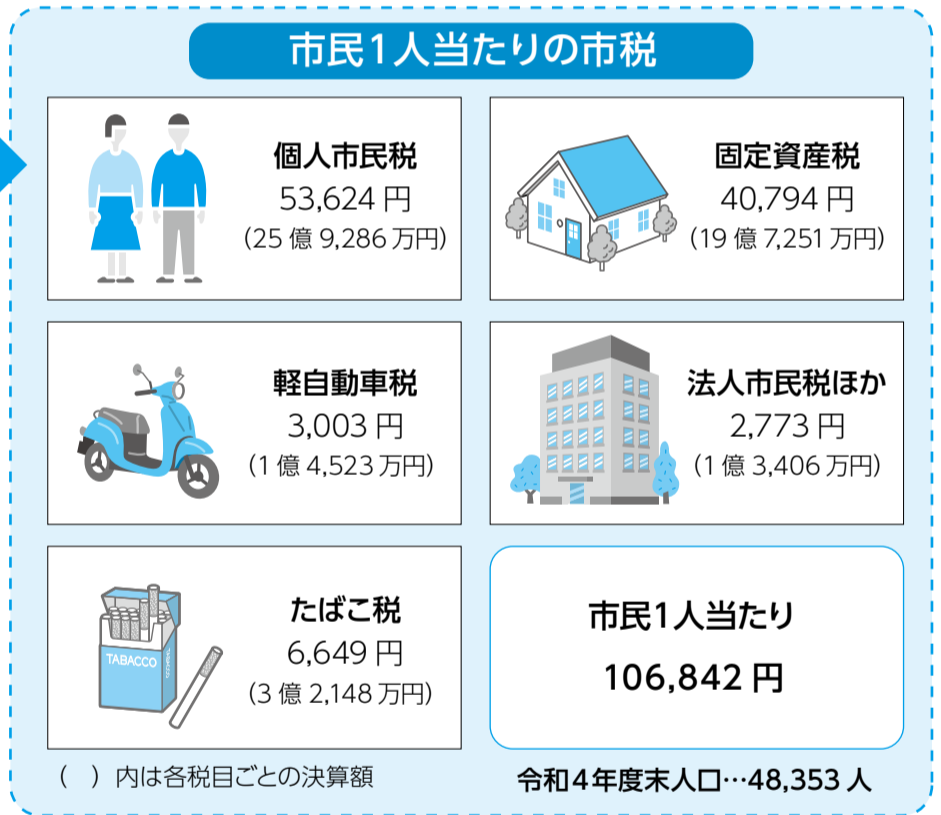 市民1人当たりの市税
個人市民税
53,624 円
(25 億 9,286 万円)
固定資産税
40,794 円
(19 億 7,251 万円)
軽自動車税
3,003 円
(1 億 4,523 万円)
法人市民税ほか
2,773 円
(1 億 3,406 万円)
TABACCO
たばこ税
6,649 円
(3 億 2,148 万円)
市民1人当たり
106,842 円
(　) 内は各税目ごとの決算額
令和4年度末人口…48,353 人